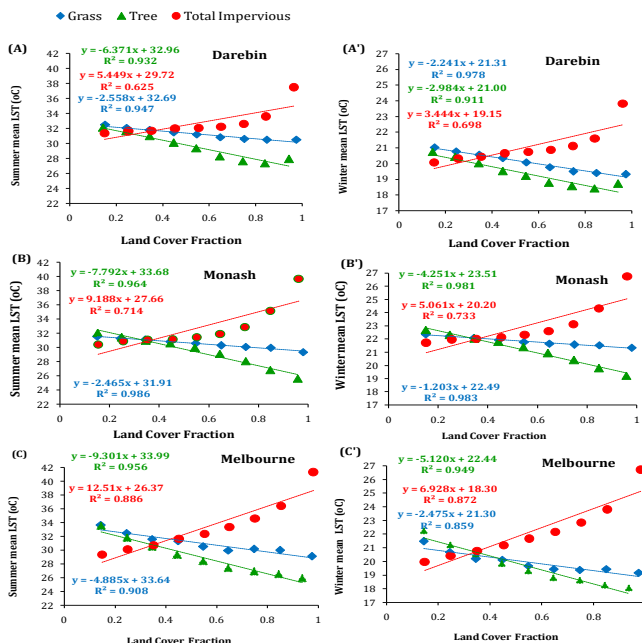 Grass Tree Total Impervious
(A)
Darebin
y = -6.371x + 32.96
R² = 0.932
y = 5.449x + 29.72
R² = 0.625
y = -2.558x + 32.69
R² = 0.947
Summer mean LST (oC)
42
40
38
36
34
32
30
28
26
24
22
0 0.2 0.4 0.6 0.8 1
Land Cover Fraction
(A')
Darebin
y = -2.241x + 21.31
R² = 0.978
y = -2.984x + 21.00
R² = 0.911
y = 3.444x + 19.15
R² = 0.698
Winter mean LST (oC)
27
26
25
24
23
22
21
20
19
18
17
0 0.2 0.4 0.6 0.8 1
Land Cover Fraction
(B)
Monash
y = -7.792x + 33.68
R² = 0.964
y = 9.188x + 27.66
R² = 0.714
y = -2.465x + 31.91
R² = 0.986
Summer mean LST (oC)
42
40
38
36
34
32
30
28
26
24
22
0 0.2 0.4 0.6 0.8 1
Land Cover Fraction
(B')
Monash
y = -4.251x + 23.51
R² = 0.981
y = 5.061x + 20.20
R² = 0.733
y = -1.203x + 22.49
R² = 0.983
Winter mean LST (oC)
27
26
25
24
23
22
21
20
19
18
17
0 0.2 0.4 0.6 0.8 1
Land Cover Fraction
(C)
Melbourne
y = -9.301x + 33.99
R² = 0.956
y = 12.51x + 26.37
R² = 0.886
y = -4.885x + 33.64
R² = 0.908
Summer mean LST (oC)
42
40
38
36
34
32
30
28
26
24
22
0 0.2 0.4 0.6 0.8 1
Land Cover Fraction
(C')
Melbourne
y = -5.120x + 22.44
R² = 0.949
y = 6.928x + 18.30
R² = 0.872
y = -2.475x + 21.30
R² = 0.859
Winter mean LST (oC)
27
26
25
24
23
22
21
20
19
18
17
0 0.2 0.4 0.6 0.8 1
Land Cover Fraction